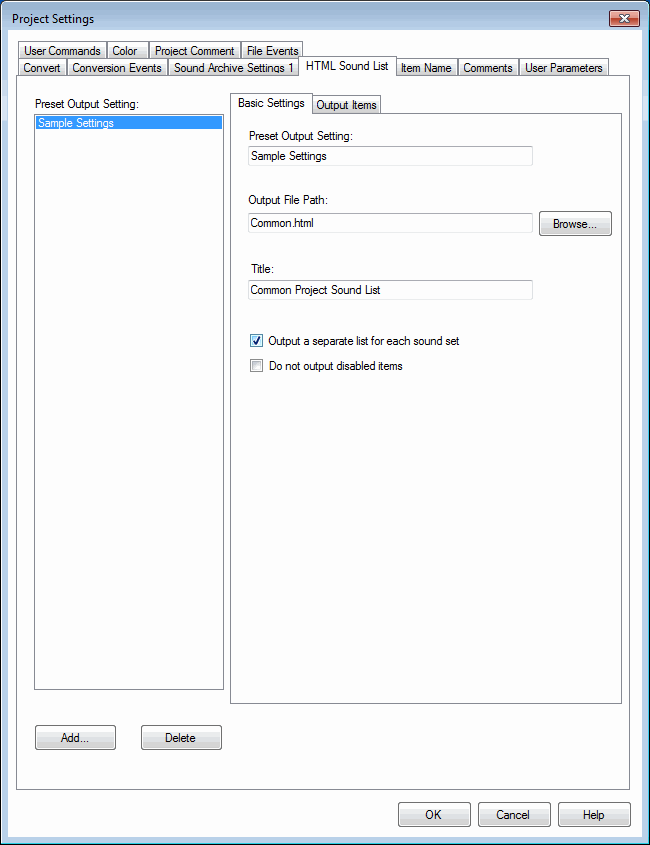 Project Settings
User Commands Color Project Comment File Events
Convert Conversion Events Sound Archive Settings 1 HTML Sound List Item Name Comments User Parameters
Preset Output Setting:
Sample Settings
Basic Settings Output Items
Preset Output Setting:
Sample Settings
Output File Path:
Common.html Browse...
Title:
Common Project Sound List
Output a separate list for each sound set
Do not output disabled items
Add... Delete
OK Cancel Help